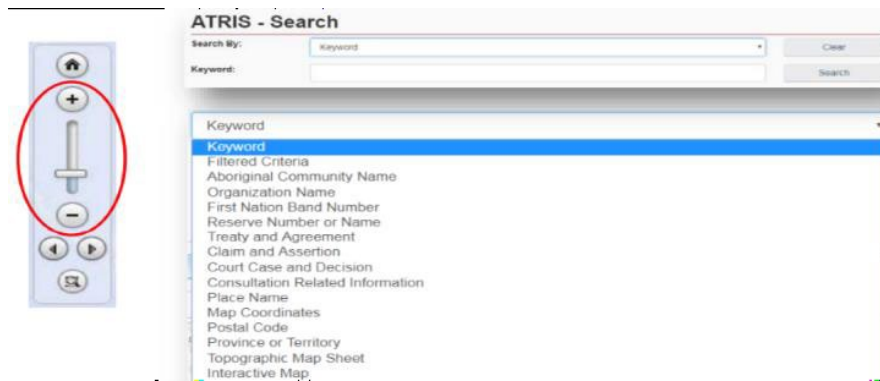 ATRIS - Search
Search By:
Keyword
Clear
Keyword:
Search
Keyword
Keyword
Filtered Criteria
Aboriginal Community Name
Organization Name
First Nation Band Number
Reserve Number or Name
Treaty and Agreement
Claim and Assertion
Court Case and Decision
Consultation Related Information
Place Name
Map Coordinates
Postal Code
Province or Territory
Topographic Map Sheet
Interactive Map